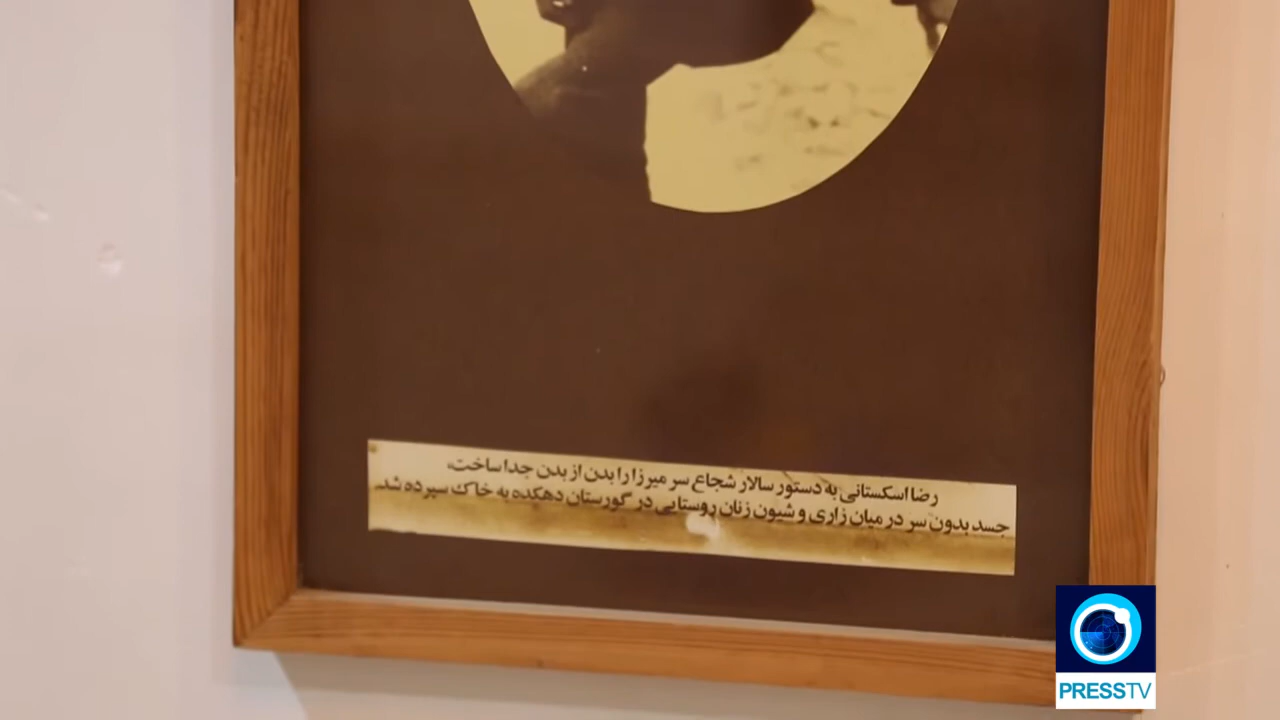 رضا اسکستانی به دستور سالار شجاع سر میرزا را بدن از بدن جدا ساخت،
جسد بدون سر در میان زاری و شیون زنان روستایی در گورستان دهکده به خاک سپرده شد.
PRESSTV